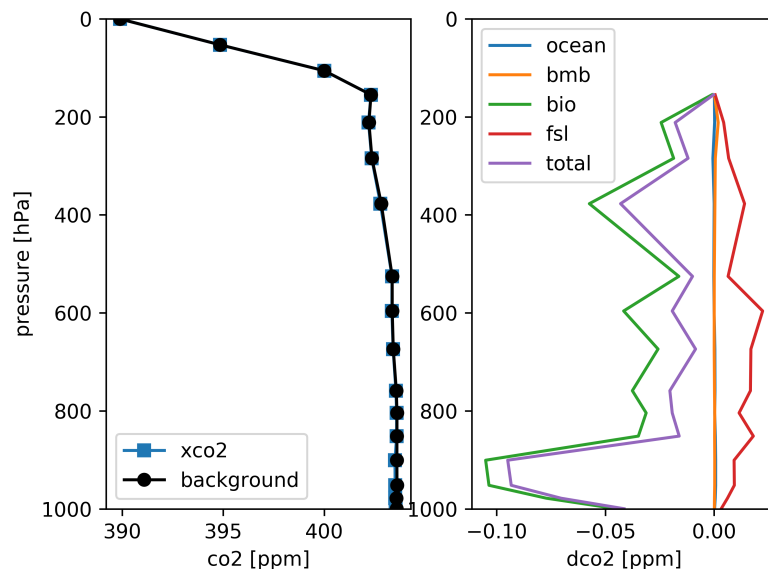 0
200
400
600
800
1000
pressure [hPa]
390
395
400
co2 [ppm]
xco2
background
0
200
400
600
800
1000
−0.10
−0.05
0.00
dco2 [ppm]
ocean
bmb
bio
fsl
total